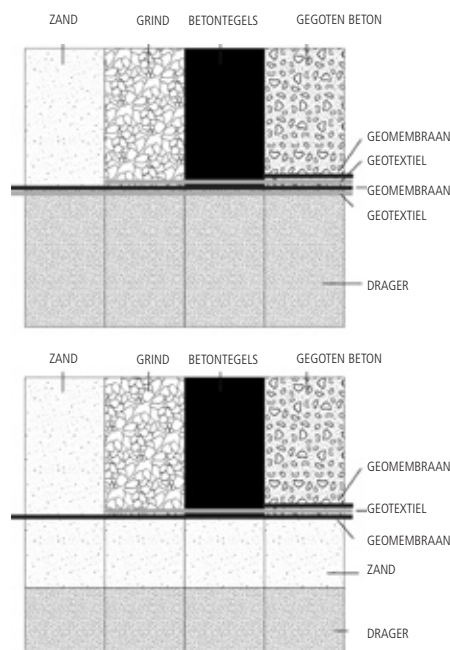 ZAND GRIND BETONTEGELS GEGOTEN BETON
GEOMEMBRAAN
GEOTEXTIEL
GEOMEMBRAAN
GEOTEXTIEL
DRAGER
ZAND GRIND BETONTEGELS GEGOTEN BETON
GEOMEMBRAAN
GEOTEXTIEL
GEOMEMBRAAN
ZAND
DRAGER